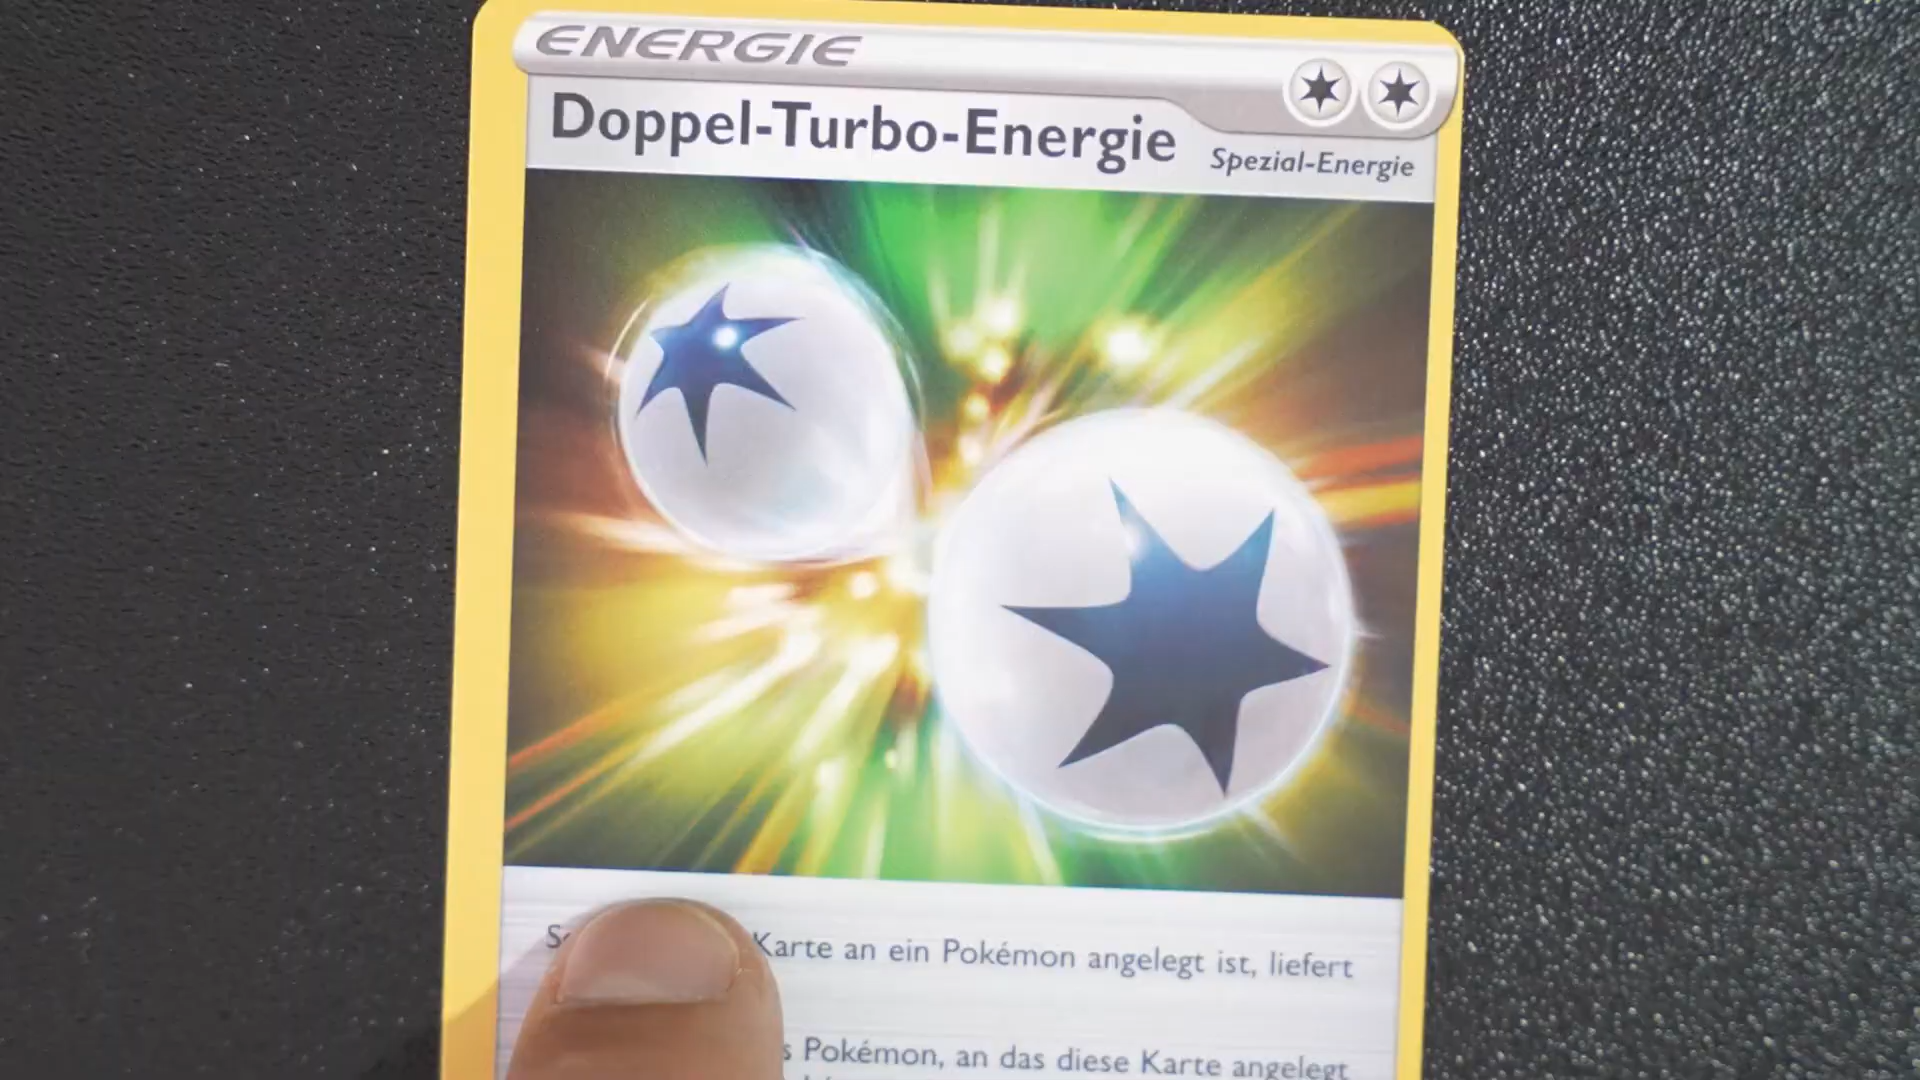 ENERGIE
Doppel-Turbo-Energie
Spezial-Energie
Karte an ein Pokémon angelegt ist, liefert
Pokémon, an das diese Karte angelegt